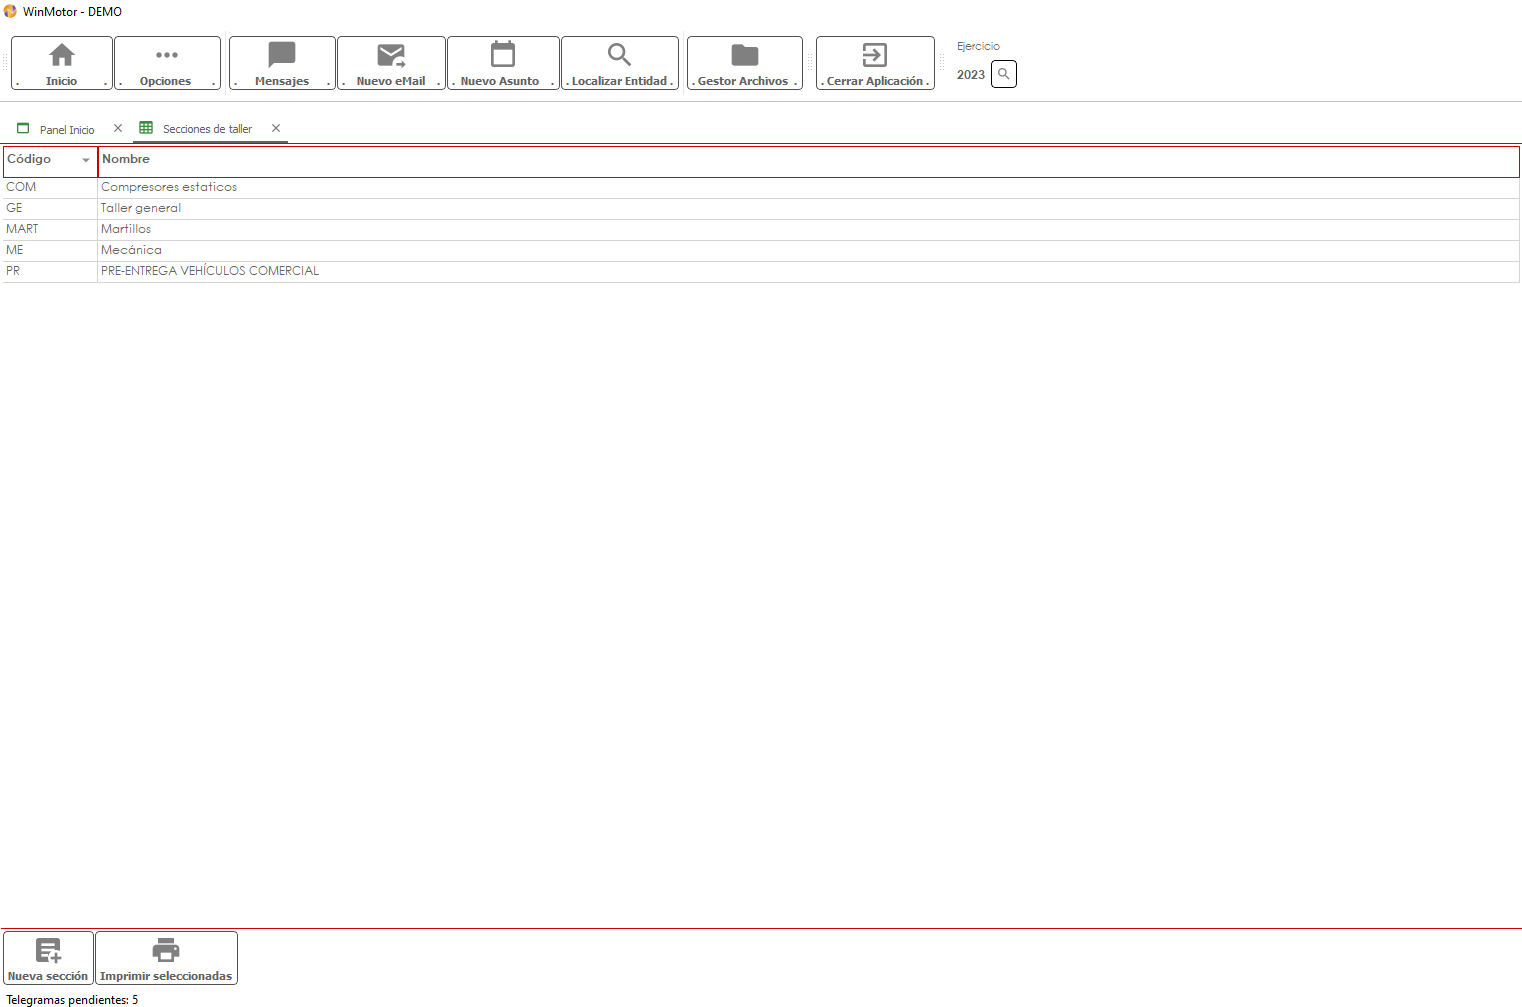 WinMotor - DEMO
. Inicio . . Opciones . . Mensajes . . Nuevo eMail . . Nuevo Asunto . . Localizar Entidad . . Gestor Archivos . . Cerrar Aplicación .
Ejercicio
2023
Panel Inicio Secciones de taller
Código Nombre
COM Compresores estaticos
GE Taller general
MART Martillos
ME Mecánica
PR PRE-ENTREGA VEHÍCULOS COMERCIAL
Nueva sección Imprimir seleccionadas
Telegramas pendientes: 5